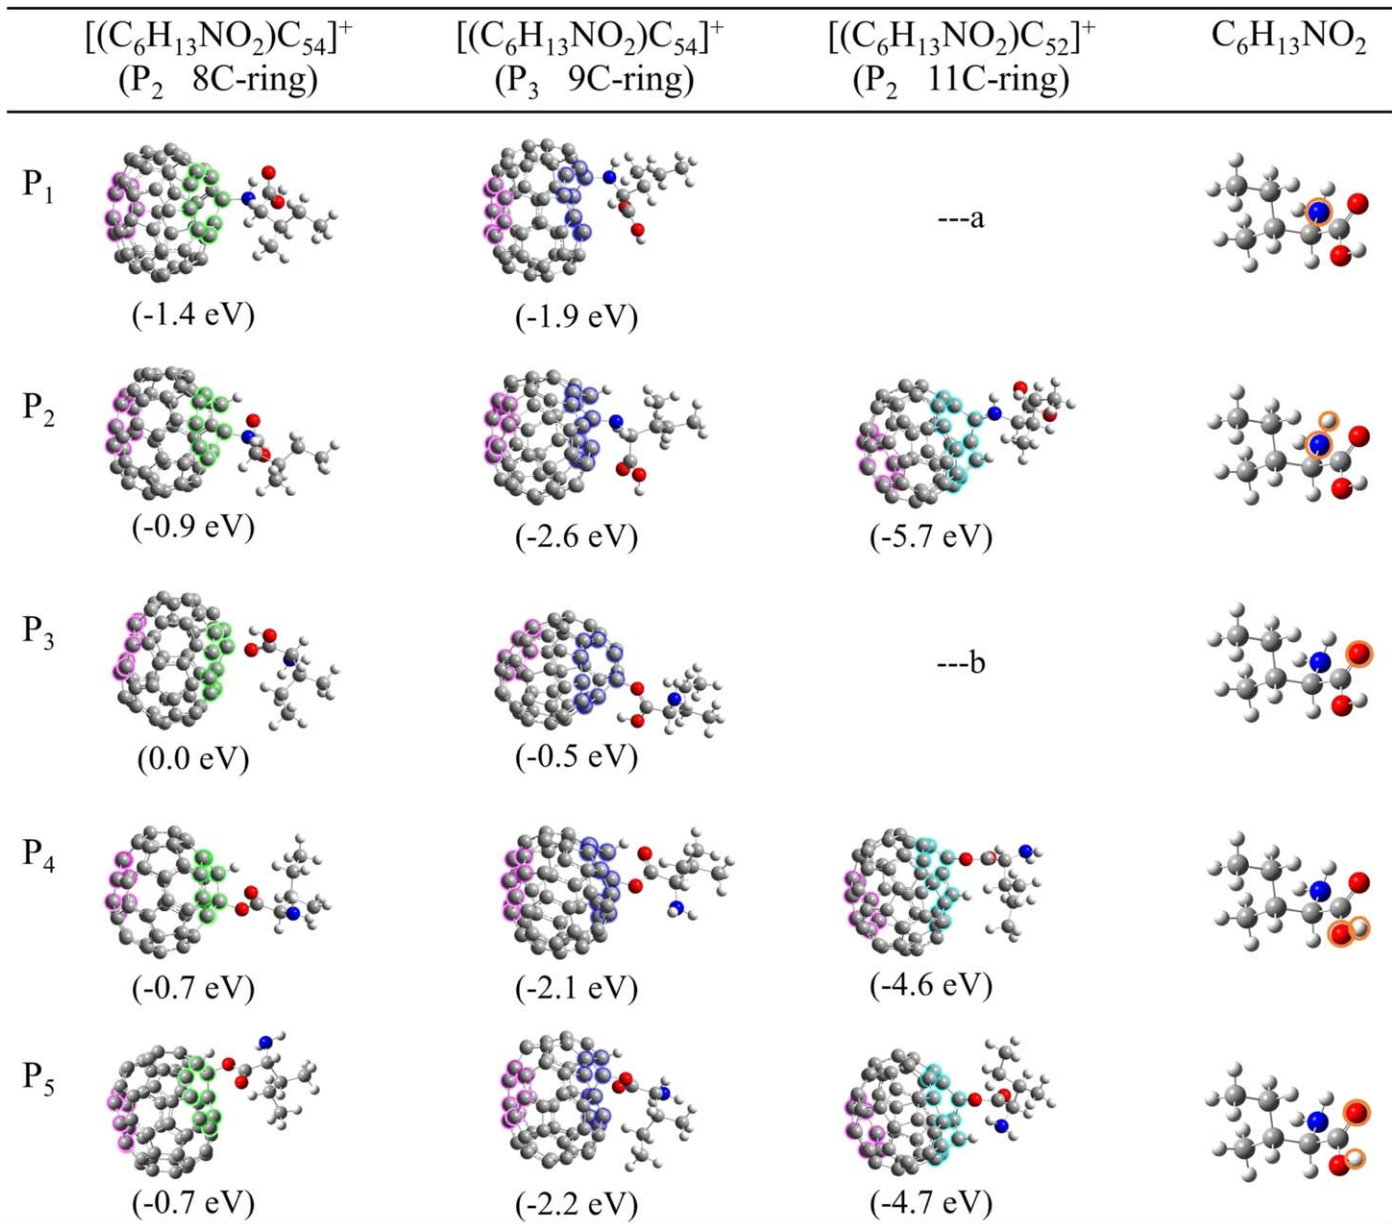 [(C₆H₁₃NO₂)C₅₄]⁺ [(C₆H₁₃NO₂)C₅₄]⁺ [(C₆H₁₃NO₂)C₅₂]⁺ C₆H₁₃NO₂
(P₂ 8C-ring) (P₃ 9C-ring) (P₂ 11C-ring)
P₁ ---a
(-1.4 eV) (-1.9 eV)
P₂
(-0.9 eV) (-2.6 eV) (-5.7 eV)
P₃ ---b
(0.0 eV) (-0.5 eV)
P₄
(-0.7 eV) (-2.1 eV) (-4.6 eV)
P₅
(-0.7 eV) (-2.2 eV) (-4.7 eV)